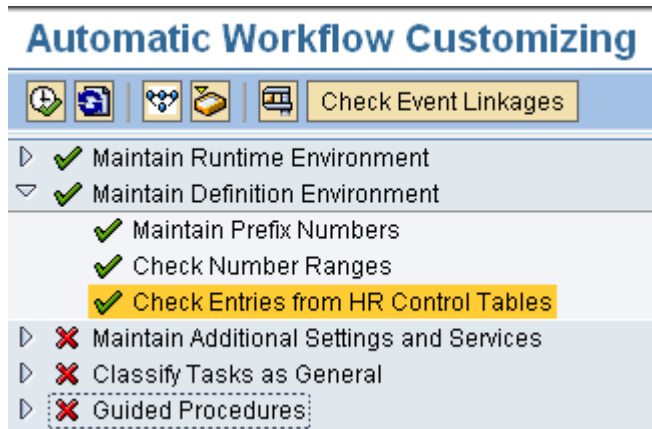 Automatic Workflow Customizing
Check Event Linkages
Maintain Runtime Environment
Maintain Definition Environment
Maintain Prefix Numbers
Check Number Ranges
Check Entries from HR Control Tables
Maintain Additional Settings and Services
Classify Tasks as General
Guided Procedures